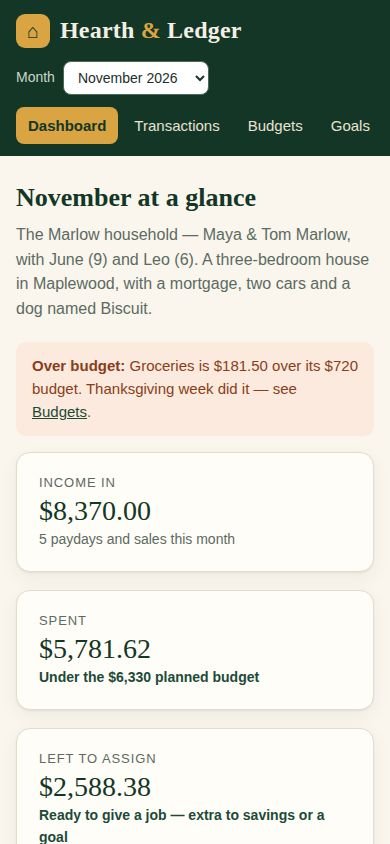 Hearth & Ledger
Month
November 2026
Dashboard
Transactions
Budgets
Goals
November at a glance
The Marlow household — Maya & Tom Marlow,
with June (9) and Leo (6). A three-bedroom house
in Maplewood, with a mortgage, two cars and a
dog named Biscuit.
Over budget: Groceries is $181.50 over its $720
budget. Thanksgiving week did it — see
Budgets.
INCOME IN
$8,370.00
5 paydays and sales this month
SPENT
$5,781.62
Under the $6,330 planned budget
LEFT TO ASSIGN
$2,588.38
Ready to give a job — extra to savings or a
goal